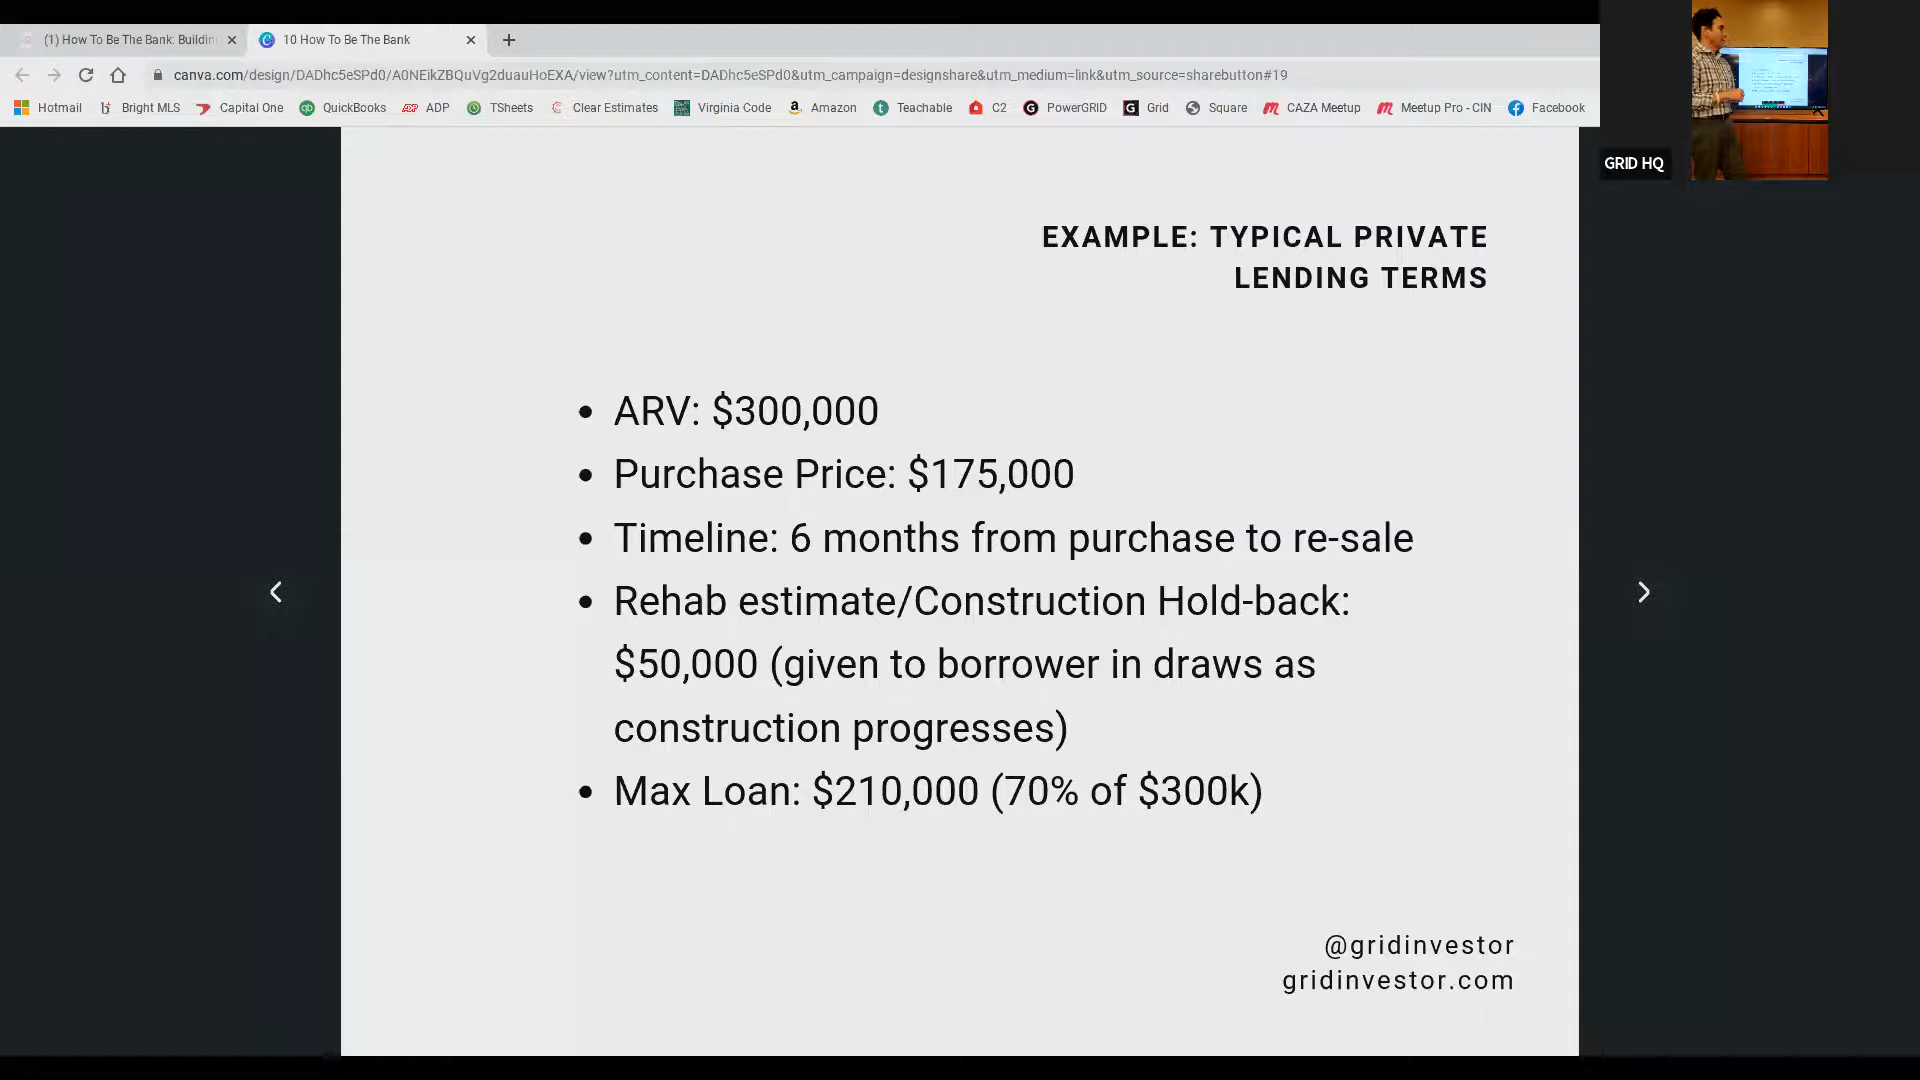 (1) How To Be The Bank: Buildin
10 How To Be The Bank
canva.com/design/DADhc5eSPd0/A0NEikZBQuVg2duauHoEXA/view?utm_content=DADhc5eSPd0&utm_campaign=designshare&utm_medium=link&utm_source=sharebutton#19
Hotmail Bright MLS Capital One QuickBooks ADP TSheets Clear Estimates Virginia Code Amazon Teachable C2 PowerGRID Grid Square CAZA Meetup Meetup Pro - CIN Facebook
GRID HQ
EXAMPLE: TYPICAL PRIVATE
LENDING TERMS
• ARV: $300,000
• Purchase Price: $175,000
• Timeline: 6 months from purchase to re-sale
• Rehab estimate/Construction Hold-back:
$50,000 (given to borrower in draws as
construction progresses)
• Max Loan: $210,000 (70% of $300k)
@gridinvestor
gridinvestor.com